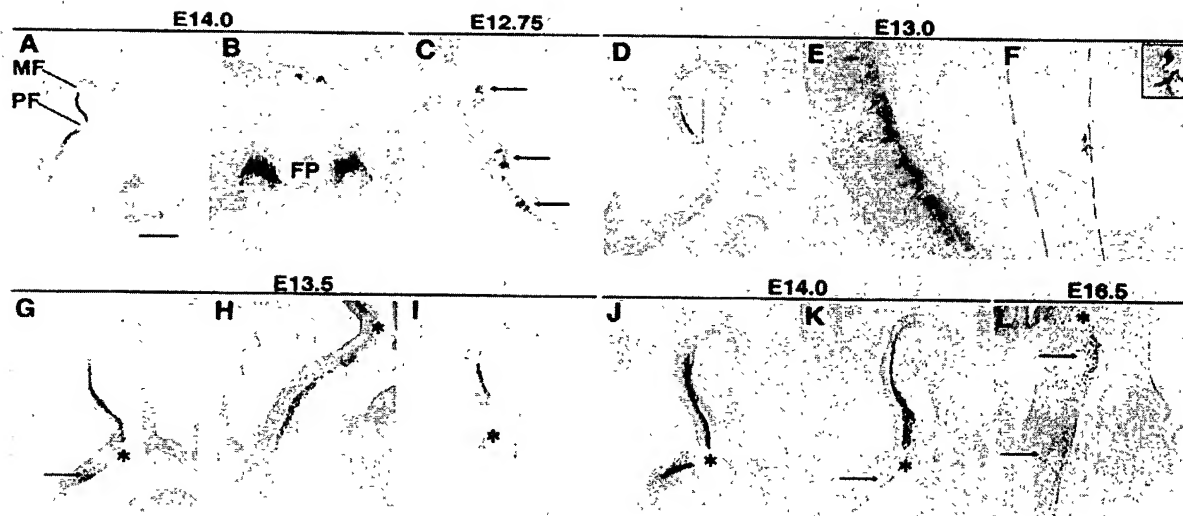 E14.0 E12.75 E13.0
A B C D E F
MF
PF
FP
E13.5 E14.0 E16.5
G H I J K L
* * * * * *